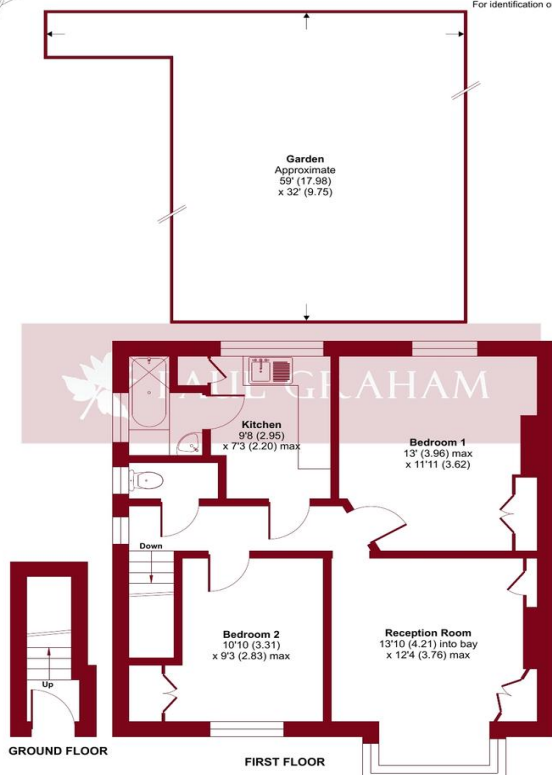 For identification o
Garden
Approximate
59' (17.98)
x 32' (9.75)
PAUL GRAHAM
Kitchen
9'8 (2.95)
x 7'3 (2.20) max
Bedroom 1
13' (3.96) max
x 11'11 (3.62)
Down
Bedroom 2
10'10 (3.31)
x 9'3 (2.83) max
Reception Room
13'10 (4.21) into bay
x 12'4 (3.76) max
Up
GROUND FLOOR
FIRST FLOOR